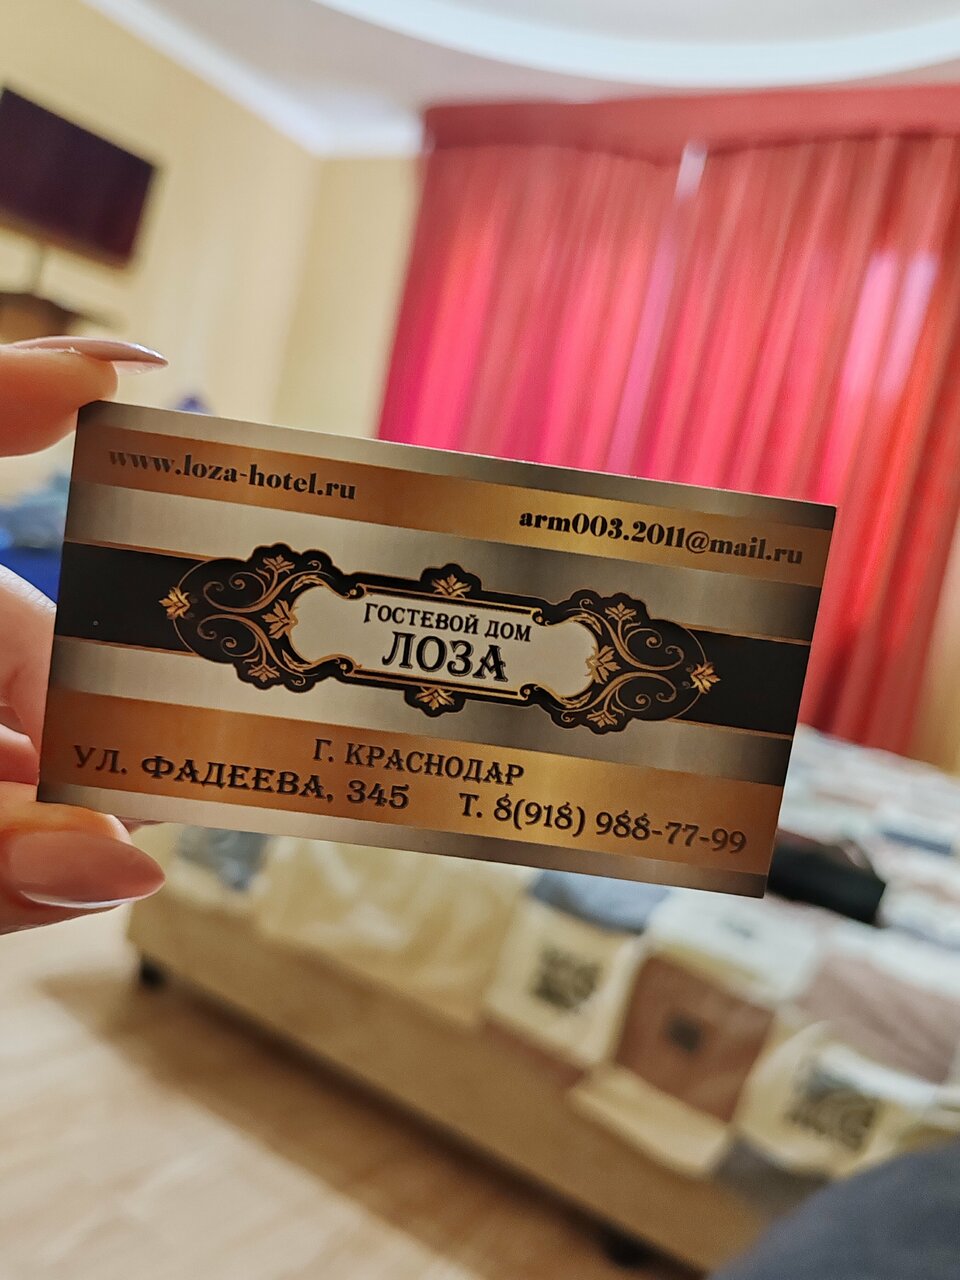 www.loza-hotel.ru
arm003.2011@mail.ru
ГОСТЕВОЙ ДОМ
ЛОЗА
Г. КРАСНОДАР
УЛ. ФАДЕЕВА, 345 Т. 8(918) 988-77-99